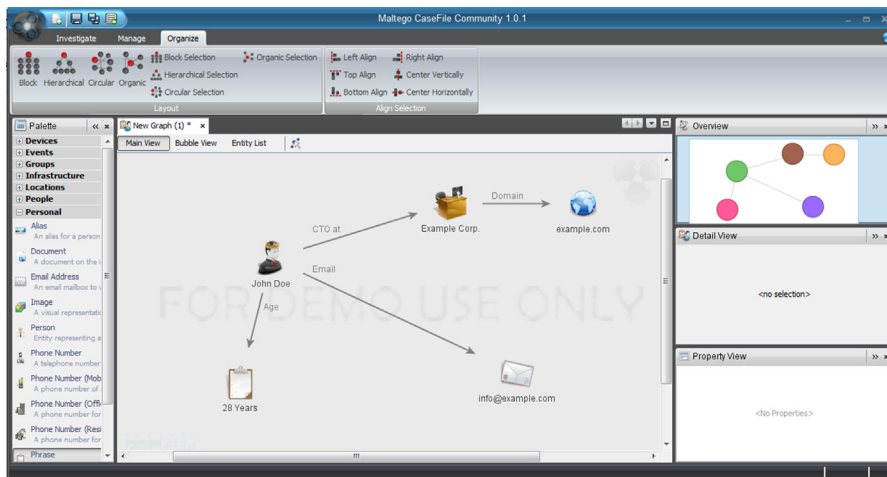 Maltego CaseFile Community 1.0.1
Investigate Manage Organize
Block Hierarchical Circular Organic
Block Selection
Hierarchical Selection
Circular Selection
Organic Selection
Layout
Left Align Right Align
Top Align Center Vertically
Bottom Align Center Horizontally
Align Selection
Palette
Devices
Events
Groups
Infrastructure
Locations
People
Personal
Alias
An alias for a person
Document
A document on the i
Email Address
An email mailbox to
Image
A visual representati
Person
Entity representing a
Phone Number
A telephone number
Phone Number (Mob
A phone number of
Phone Number (Offi
A phone number for
Phone Number (Resi
A phone number for
Phrase
New Graph (1) *
Main View Bubble View Entity List
Domain
Example Corp.
example.com
CTO at
Email
John Doe
Age
FOR DEMO USE ONLY
28 Years
info@example.com
Overview
Detail View
<no selection>
Property View
<No Properties>